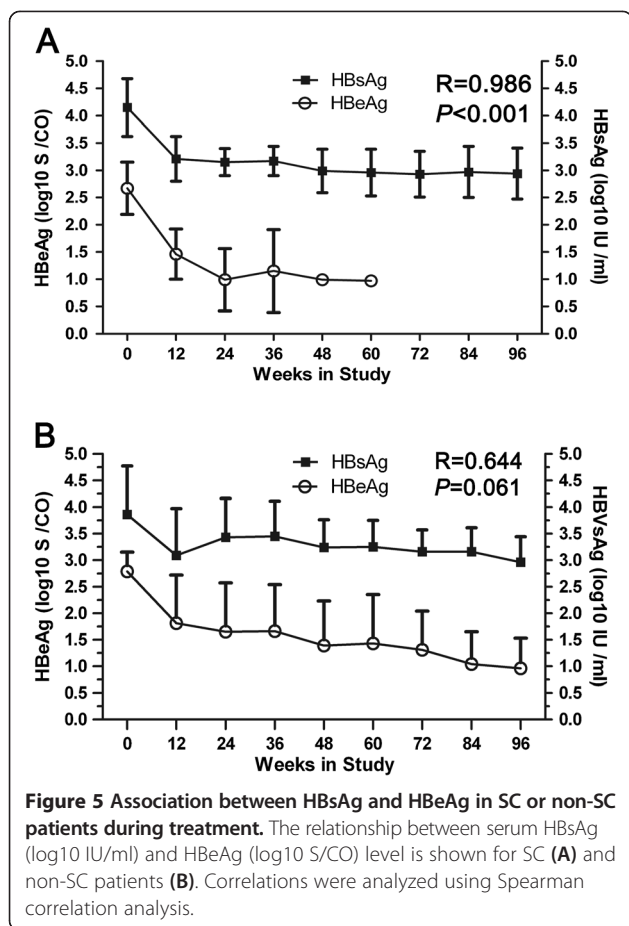 A
HBsAg
HBeAg
R=0.986
P<0.001
HBeAg (log10 S /CO)
5.0
4.5
4.0
3.5
3.0
2.5
2.0
1.5
1.0
0.5
0.0
5.0
4.5
4.0
3.5
3.0
2.5
2.0
1.5
1.0
0.5
0.0
HBsAg (log10 IU /ml)
0 12 24 36 48 60 72 84 96
Weeks in Study
B
HBsAg
HBeAg
R=0.644
P=0.061
HBeAg (log10 S /CO)
5.0
4.5
4.0
3.5
3.0
2.5
2.0
1.5
1.0
0.5
0.0
5.0
4.5
4.0
3.5
3.0
2.5
2.0
1.5
1.0
0.5
0.0
HBVsAg (log10 IU /ml)
0 12 24 36 48 60 72 84 96
Weeks in Study
Figure 5 Association between HBsAg and HBeAg in SC or non-SC
patients during treatment. The relationship between serum HBsAg
(log10 IU/ml) and HBeAg (log10 S/CO) level is shown for SC (A) and
non-SC patients (B). Correlations were analyzed using Spearman
correlation analysis.